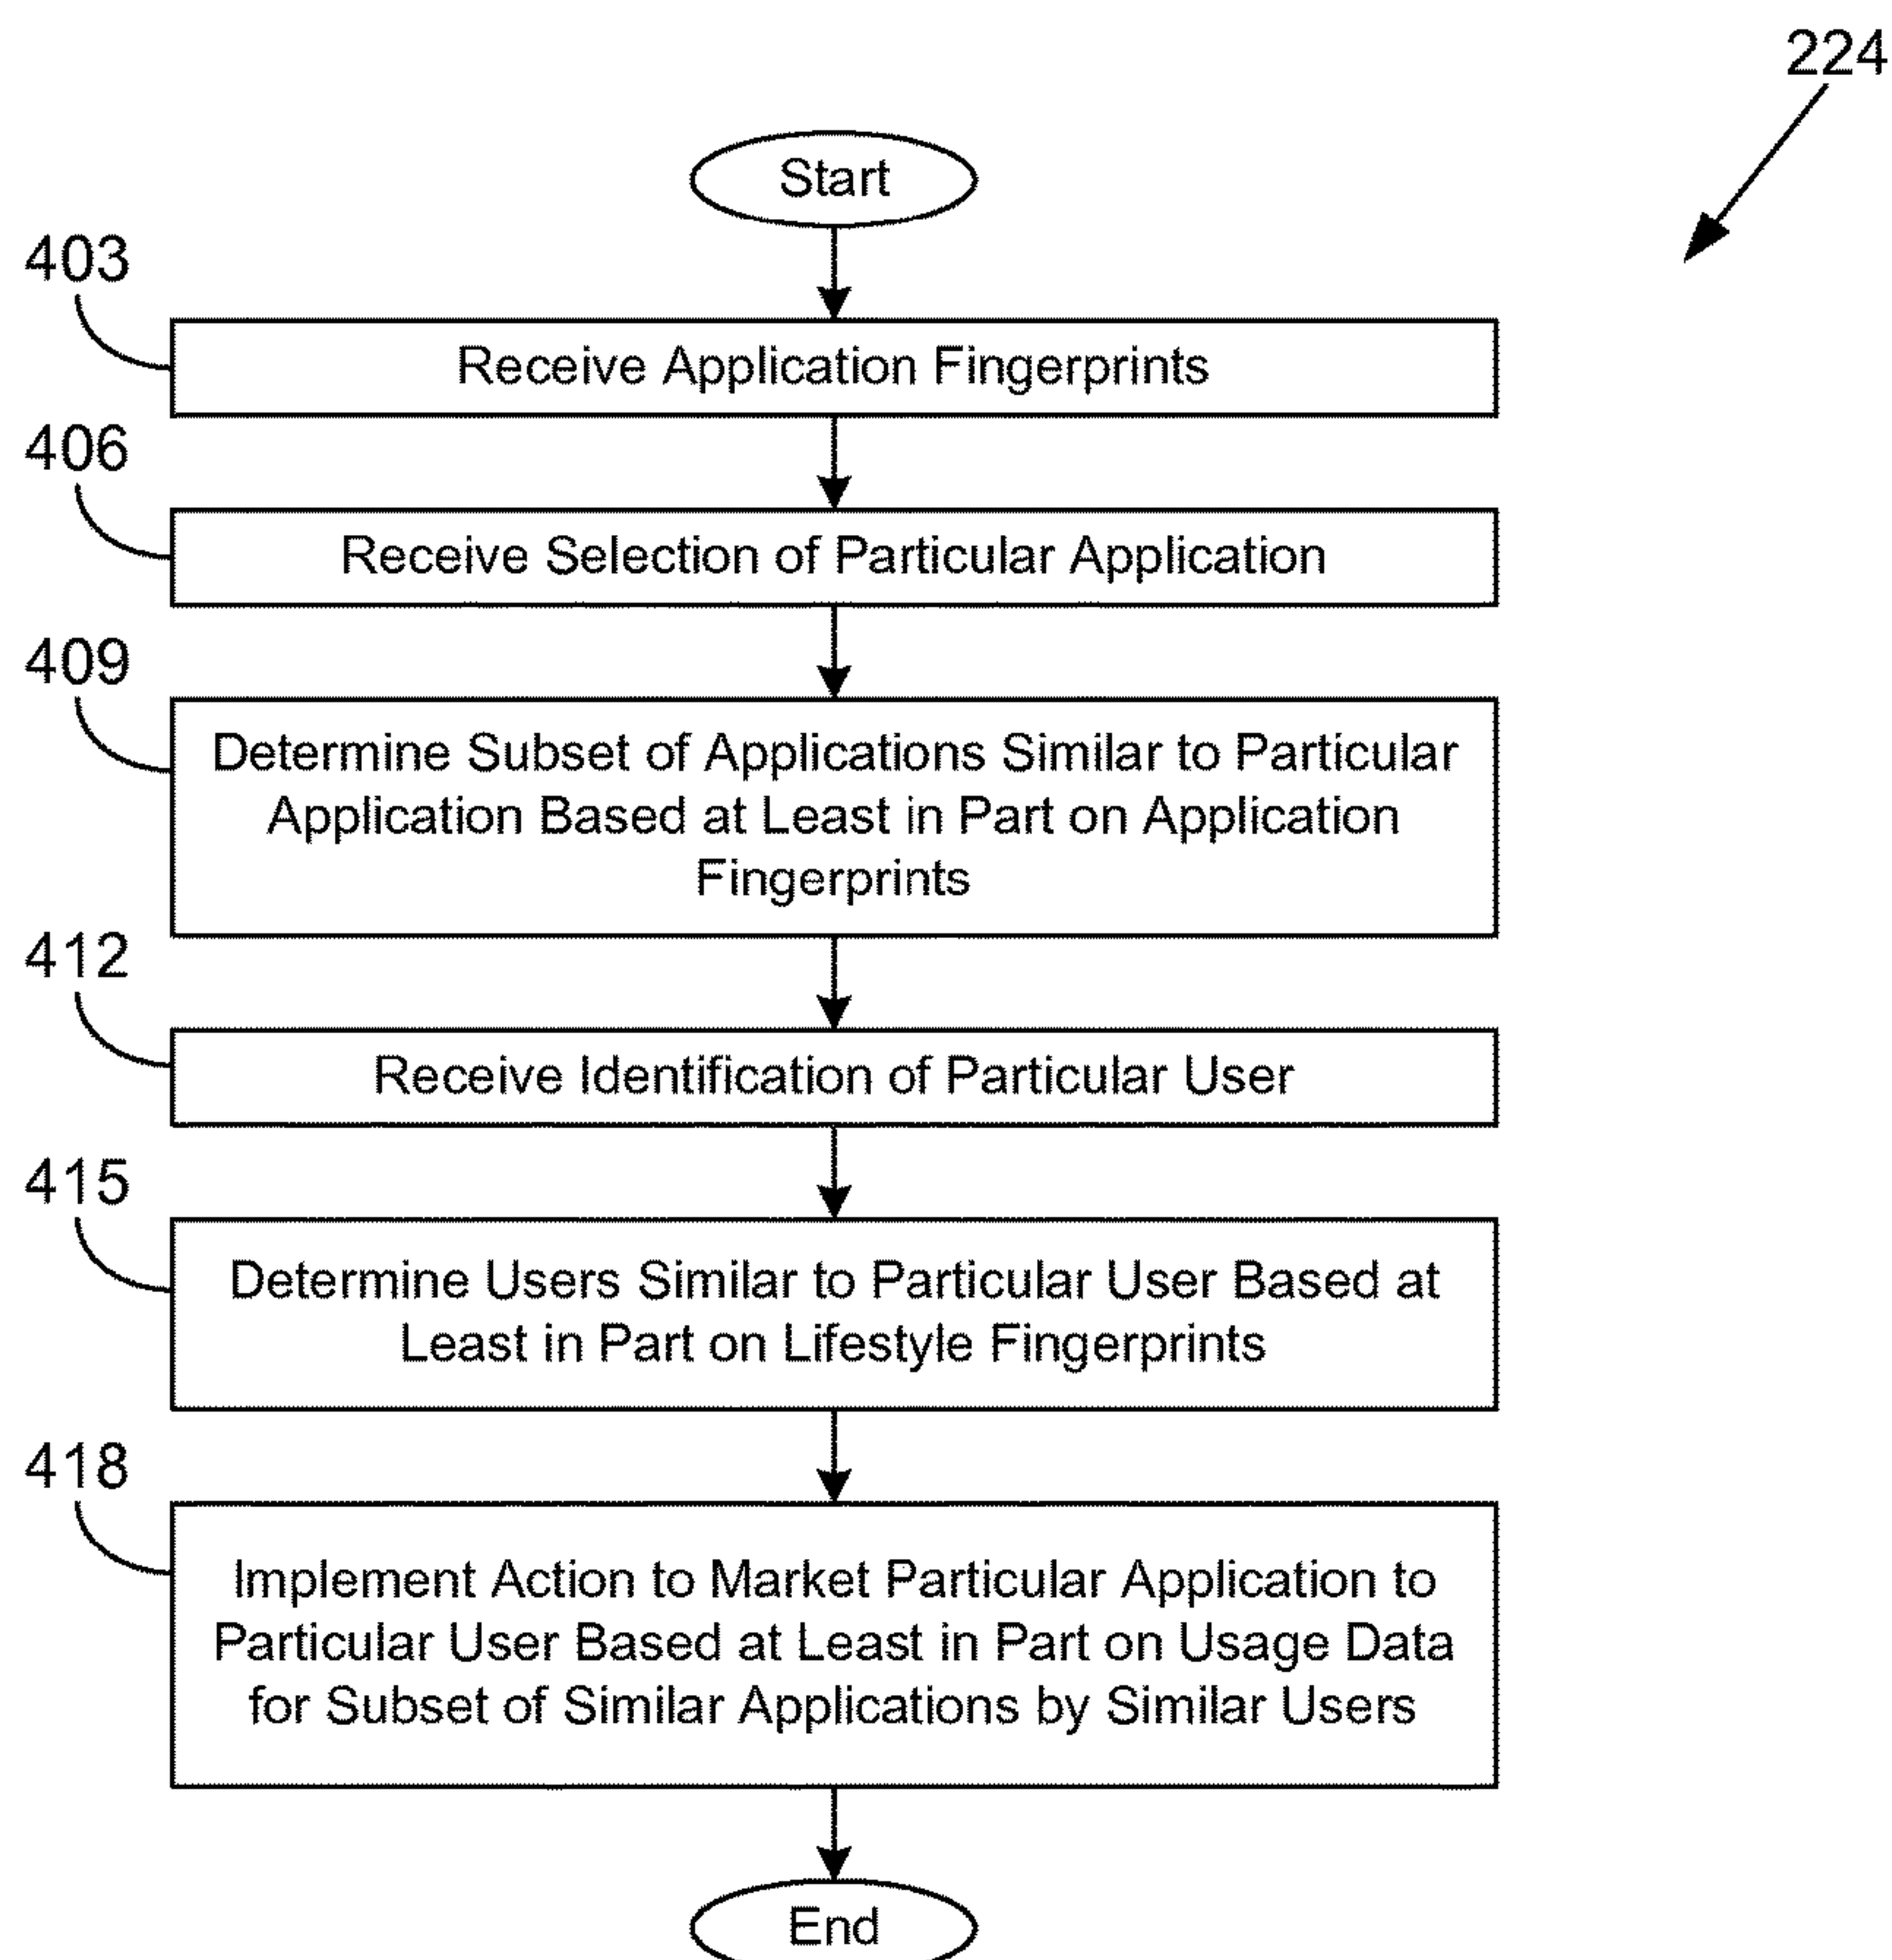 224
Start
403
Receive Application Fingerprints
406
Receive Selection of Particular Application
409
Determine Subset of Applications Similar to Particular
Application Based at Least in Part on Application
Fingerprints
412
Receive Identification of Particular User
415
Determine Users Similar to Particular User Based at
Least in Part on Lifestyle Fingerprints
418
Implement Action to Market Particular Application to
Particular User Based at Least in Part on Usage Data
for Subset of Similar Applications by Similar Users
End